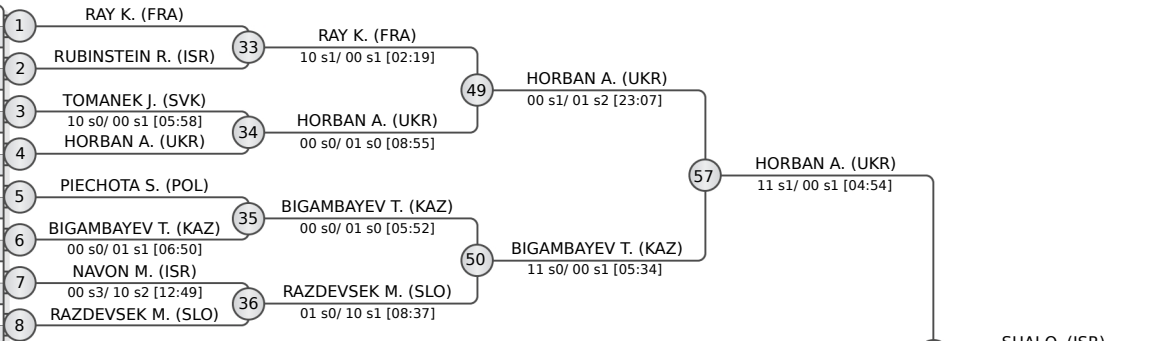 1
RAY K. (FRA)
2
RUBINSTEIN R. (ISR)
3
TOMANEK J. (SVK)
10 s0/ 00 s1 [05:58]
4
HORBAN A. (UKR)
5
PIECHOTA S. (POL)
6
BIGAMBAYEV T. (KAZ)
00 s0/ 01 s1 [06:50]
7
NAVON M. (ISR)
00 s3/ 10 s2 [12:49]
8
RAZDEVSEK M. (SLO)
33
RAY K. (FRA)
10 s1/ 00 s1 [02:19]
34
HORBAN A. (UKR)
00 s0/ 01 s0 [08:55]
35
BIGAMBAYEV T. (KAZ)
00 s0/ 01 s0 [05:52]
36
RAZDEVSEK M. (SLO)
01 s0/ 10 s1 [08:37]
49
HORBAN A. (UKR)
00 s1/ 01 s2 [23:07]
50
BIGAMBAYEV T. (KAZ)
11 s0/ 00 s1 [05:34]
57
HORBAN A. (UKR)
11 s1/ 00 s1 [04:54]